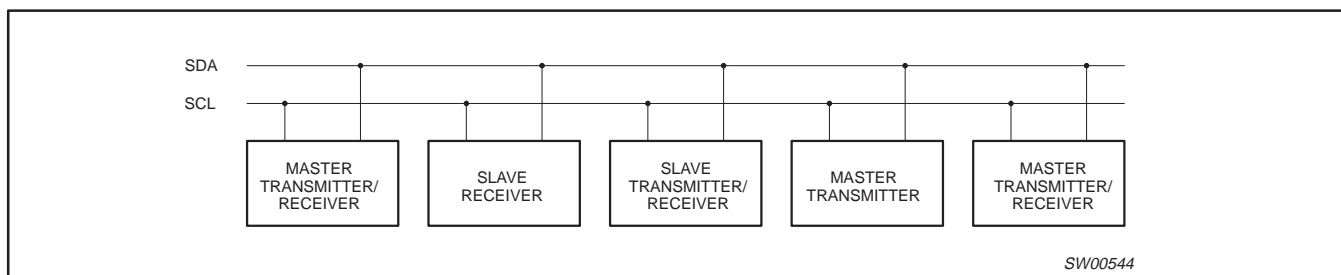 SDA
SCL
MASTER
TRANSMITTER/
RECEIVER
SLAVE
RECEIVER
SLAVE
TRANSMITTER/
RECEIVER
MASTER
TRANSMITTER
MASTER
TRANSMITTER/
RECEIVER
SW00544